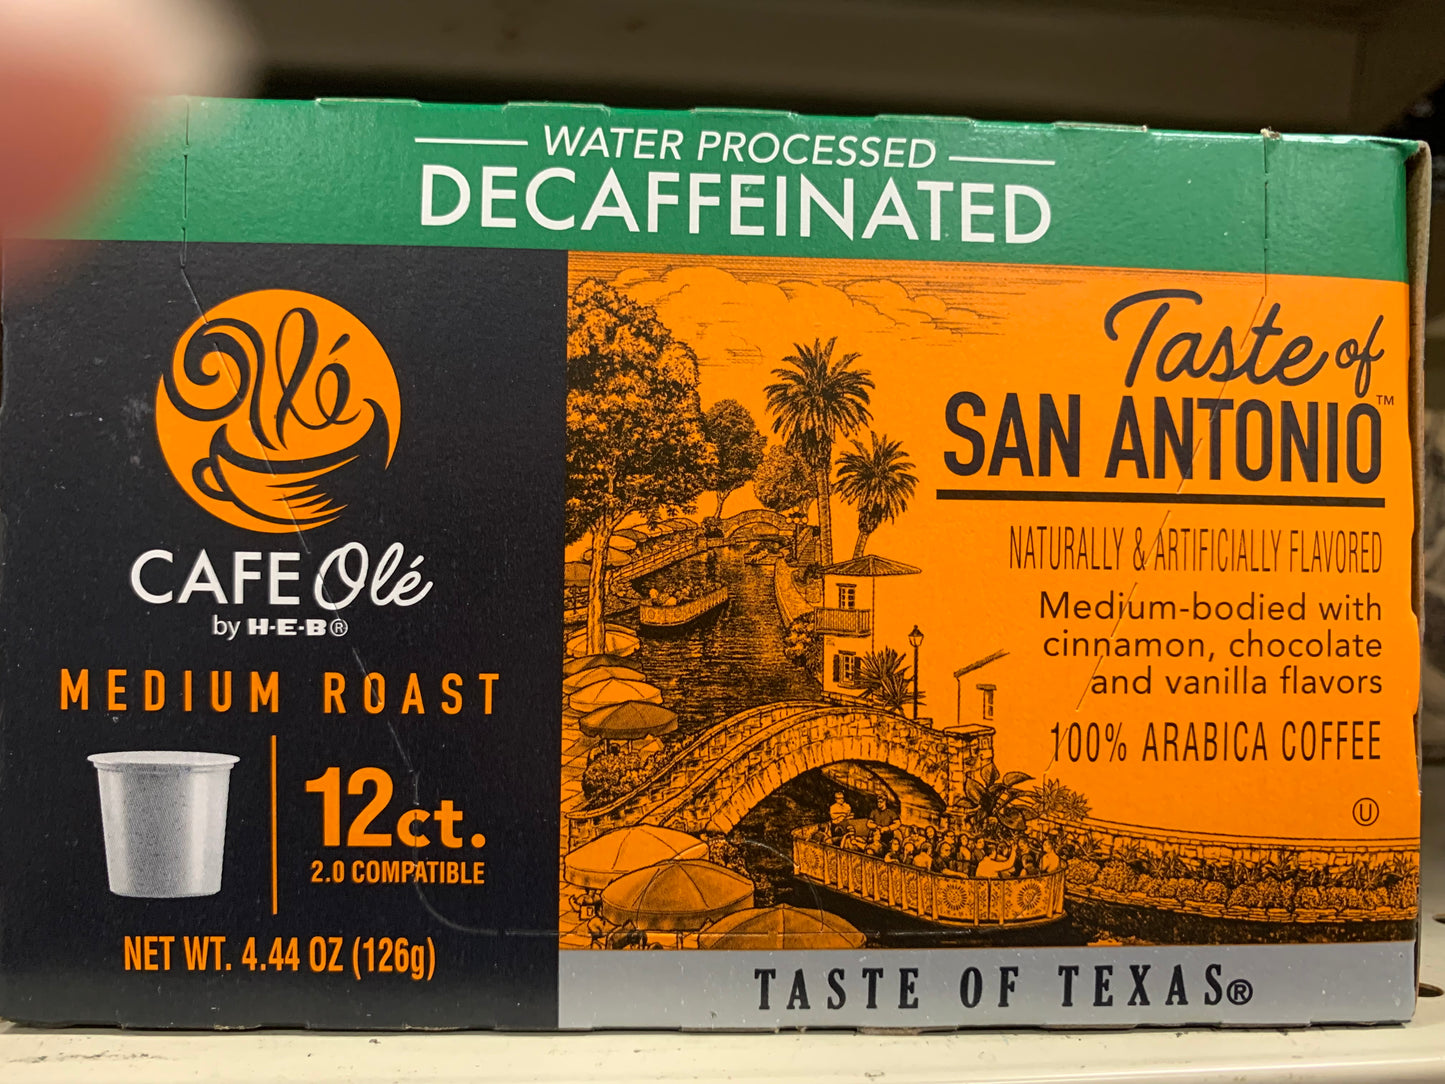 WATER PROCESSED
DECAFFEINATED
Olé
CAFE Olé
by H-E-B®
MEDIUM ROAST
12ct.
2.0 COMPATIBLE
NET WT. 4.44 OZ (126g)
Taste of
SAN ANTONIO™
NATURALLY & ARTIFICIALLY FLAVORED
Medium-bodied with
cinnamon, chocolate
and vanilla flavors
100% ARABICA COFFEE
U
TASTE OF TEXAS®